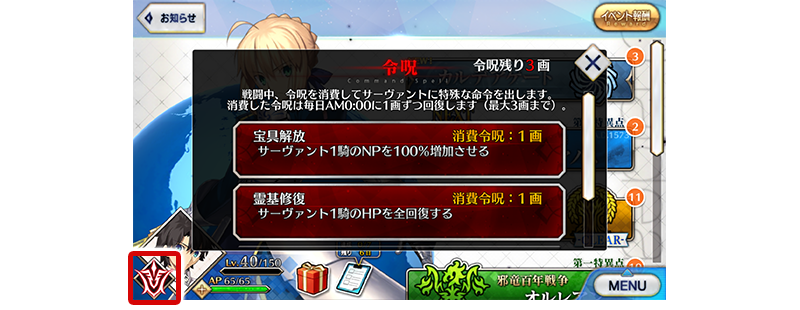 お知らせ
イベント報酬
Reward
令呪
Command Spell
令呪残り3画
戦闘中、令呪を消費してサーヴァントに特殊な命令を出します。
消費した令呪は毎日AM0:00に1画ずつ回復します（最大3画まで）。
宝具解放
消費令呪：1画
サーヴァント1騎のNPを100%増加させる
霊基修復
消費令呪：1画
サーヴァント1騎のHPを全回復する
3
2
11
第一特異点
Lv.40/150
AP 65/65
邪竜百年戦争
オルレ
MENU